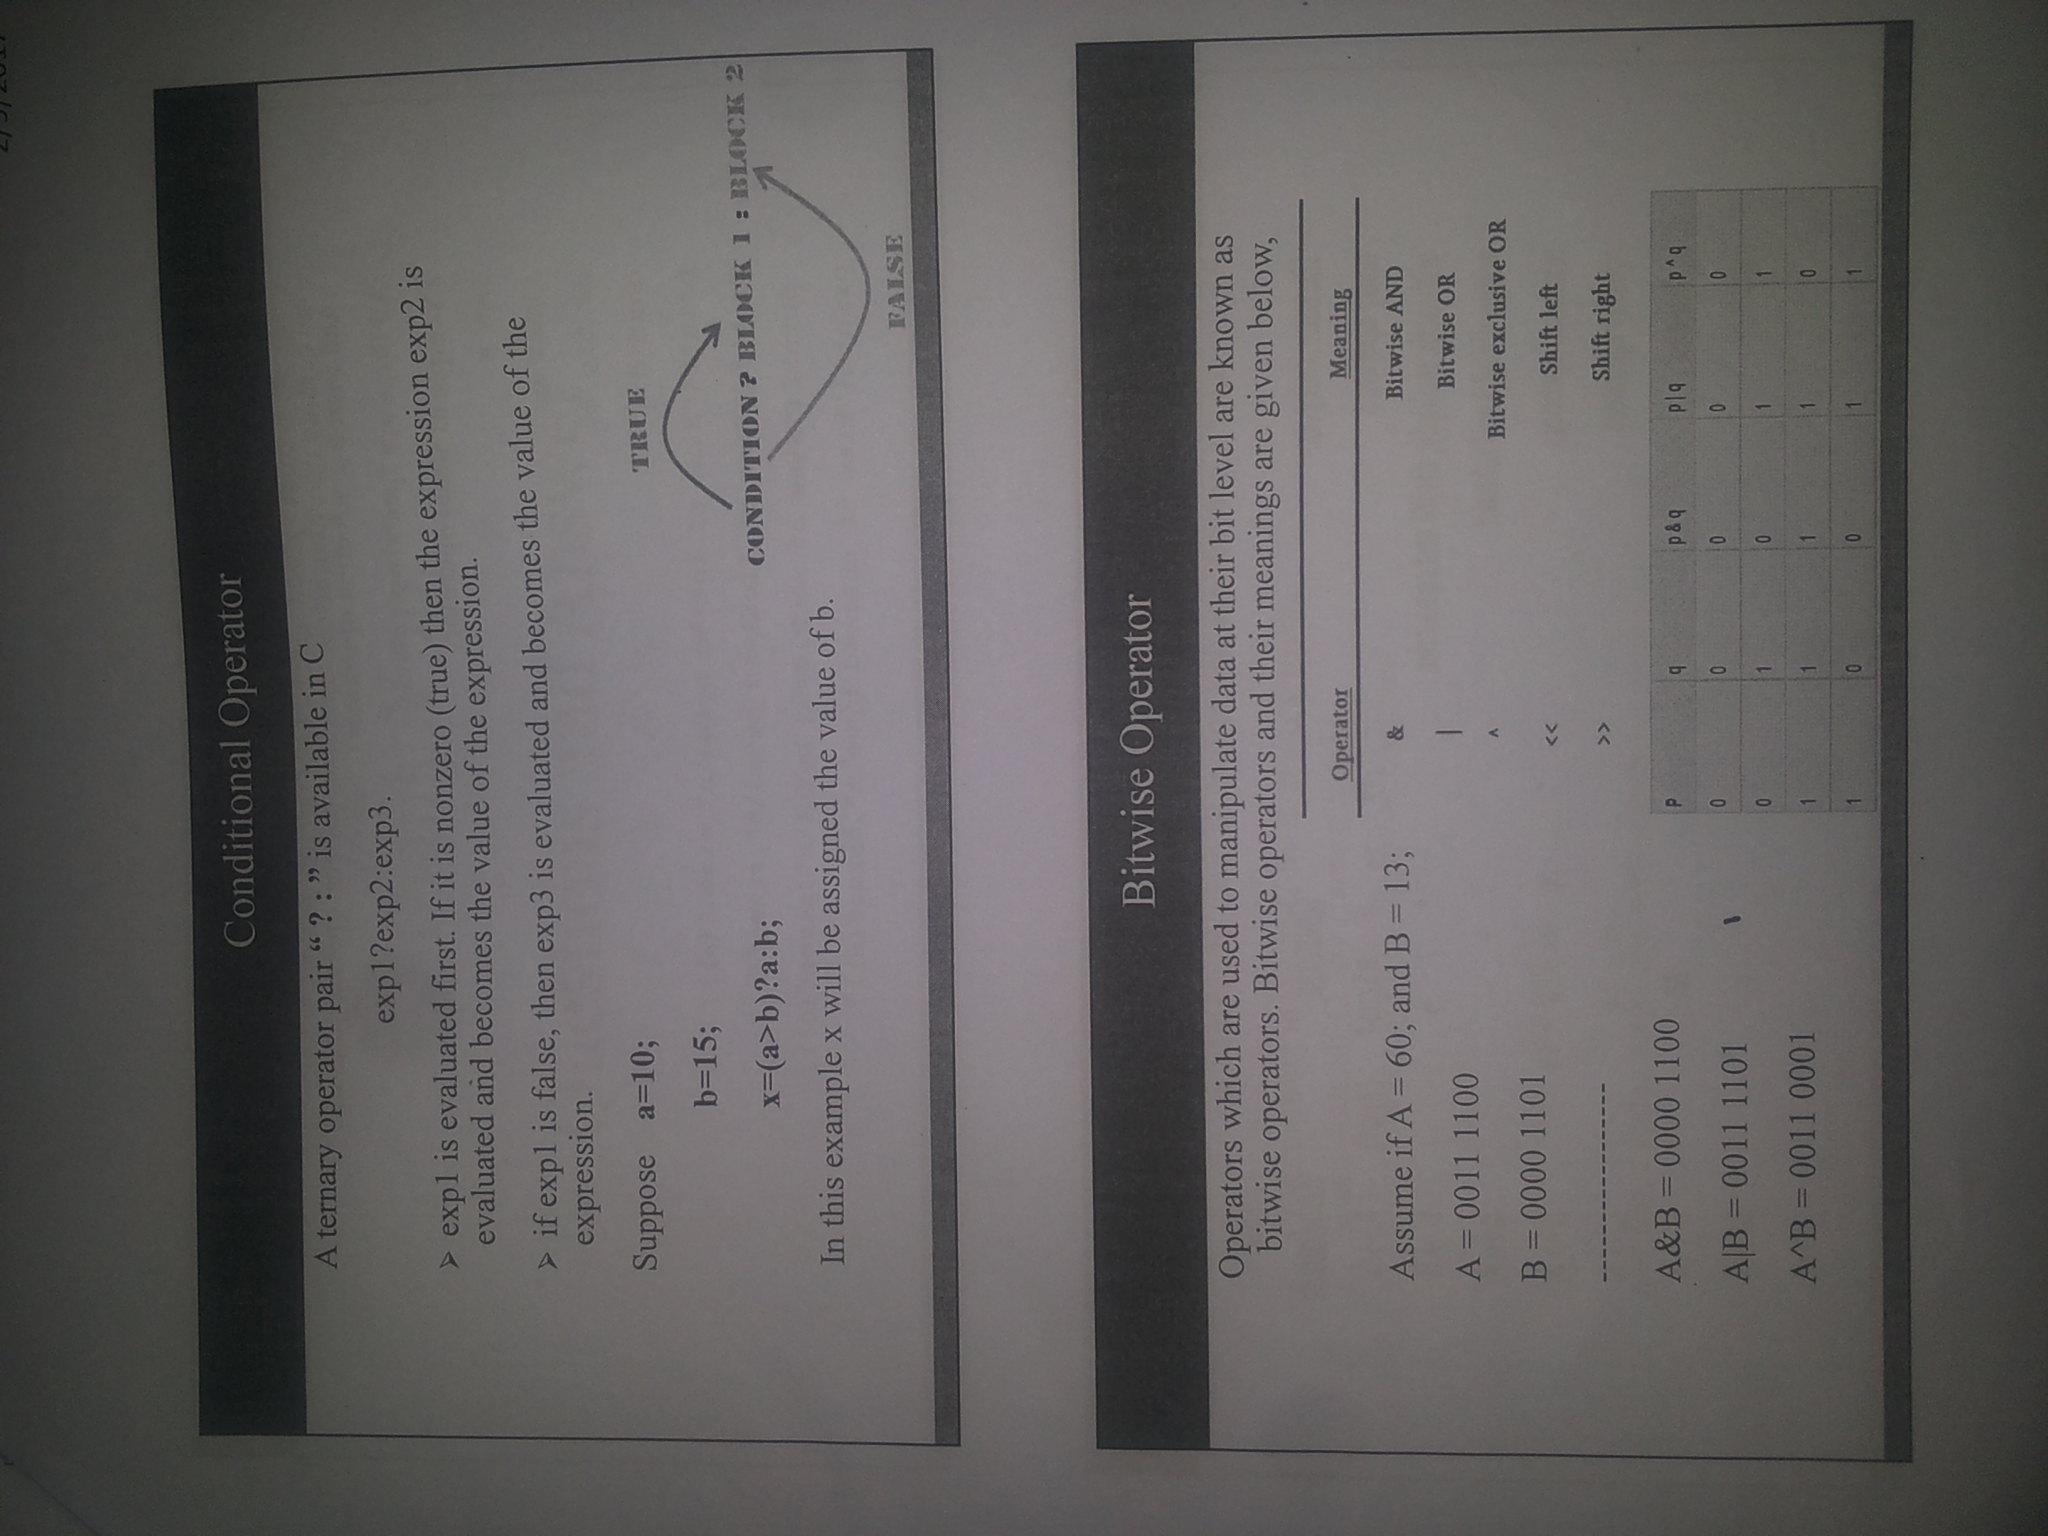 Conditional Operator
A ternary operator pair “ ? : ” is available in C
exp1?exp2:exp3.
➢ exp1 is evaluated first. If it is nonzero (true) then the expression exp2 is
evaluated and becomes the value of the expression.
➢ if exp1 is false, then exp3 is evaluated and becomes the value of the
expression.
Suppose a=10;
b=15;
x=(a>b)?a:b;
In this example x will be assigned the value of b.
TRUE
CONDITION ? BLOCK 1 : BLOCK 2
FALSE
Bitwise Operator
Operators which are used to manipulate data at their bit level are known as
bitwise operators. Bitwise operators and their meanings are given below,
Assume if A = 60; and B = 13;
A = 0011 1100
B = 0000 1101
-----------------
A&B = 0000 1100
A|B = 0011 1101
A^B = 0011 0001
Operator Meaning
& Bitwise AND
| Bitwise OR
^ Bitwise exclusive OR
<< Shift left
>> Shift right
p q p&q p|q p^q
0 0 0 0 0
0 1 0 1 1
1 1 1 1 0
1 0 0 1 1